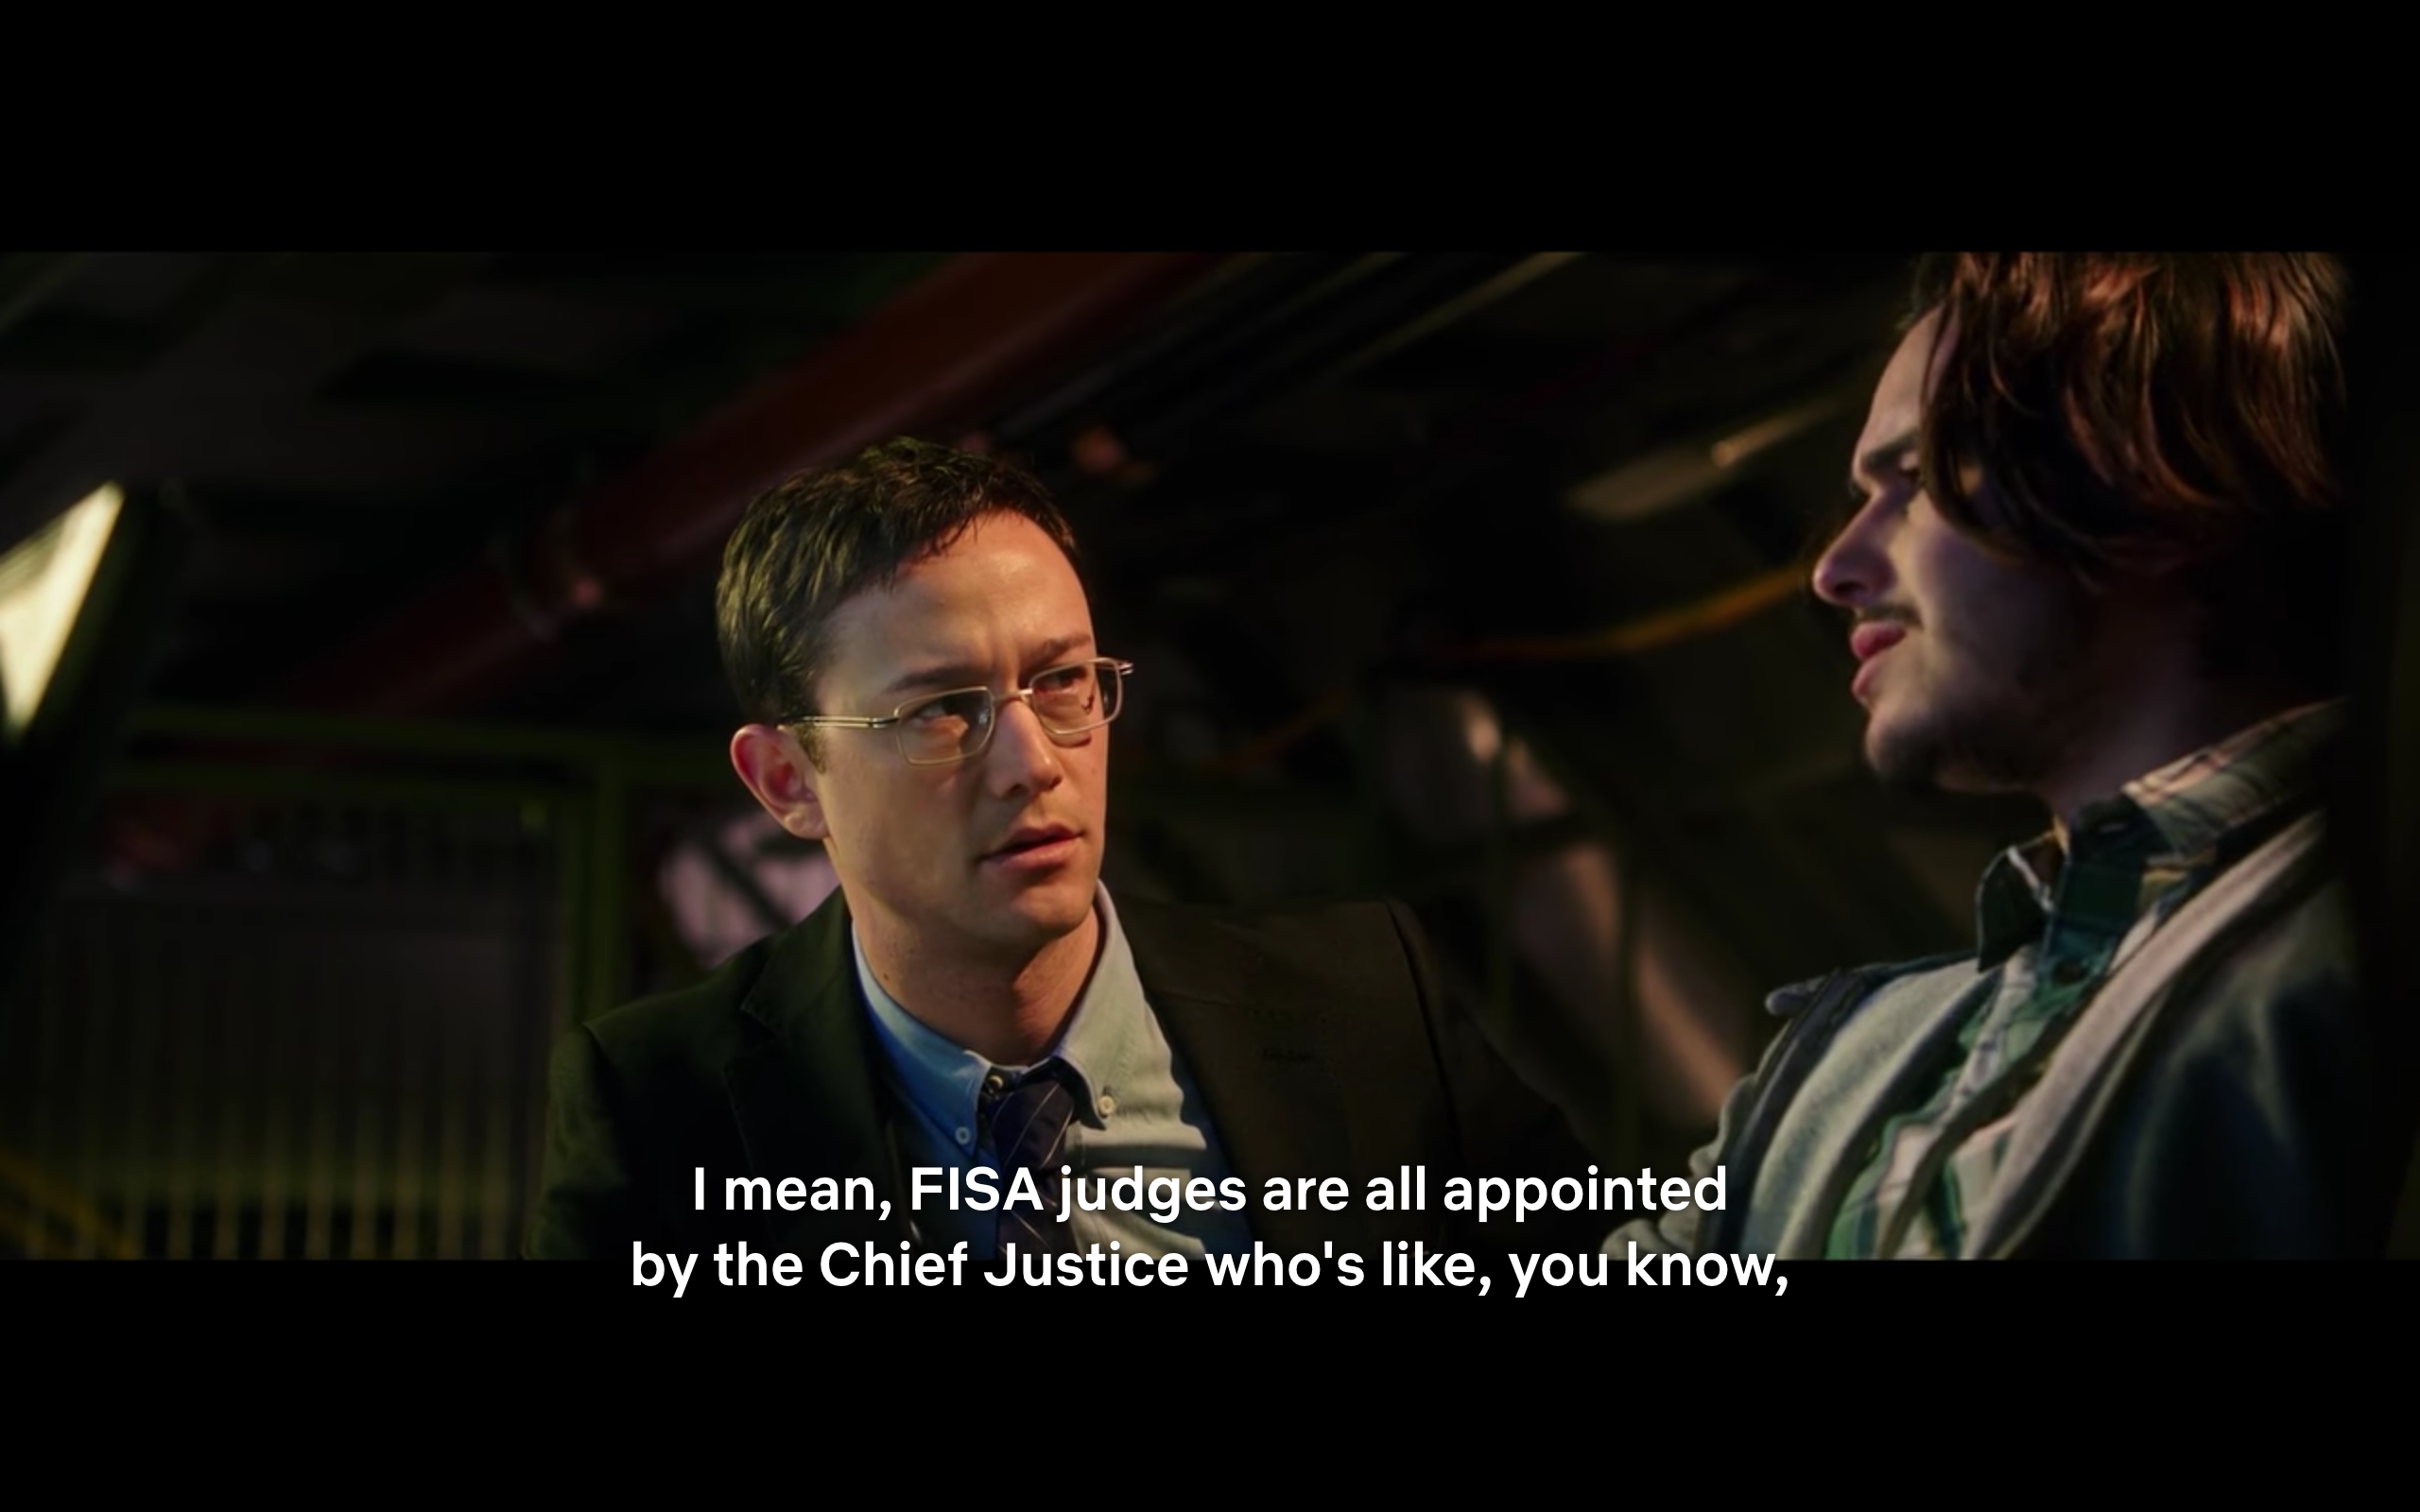 I mean, FISA judges are all appointed
by the Chief Justice who's like, you know,